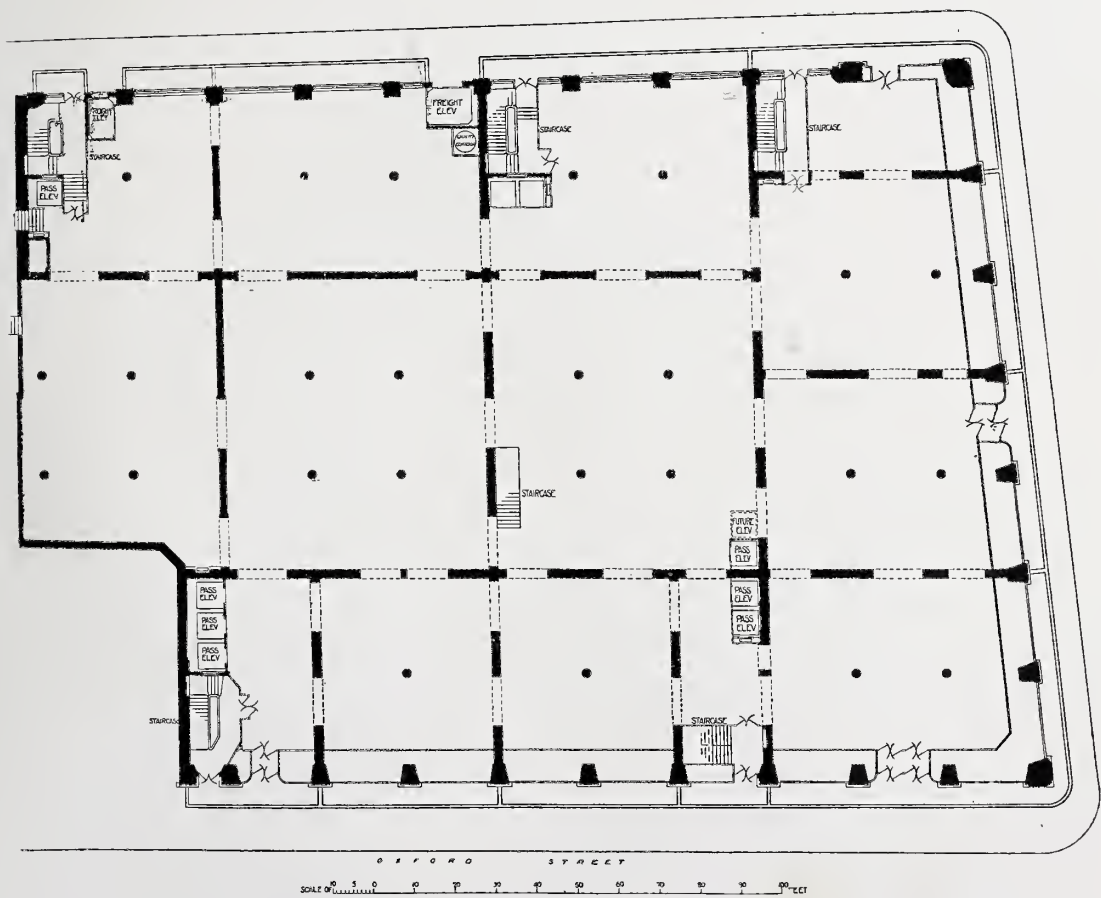 FREIGHT
ELEV
FREIGHT
ELEV
STAIRCASE
STAIRCASE
STAIRCASE
PASS
ELEV
STAIRCASE
FUTURE
ELEV
PASS
ELEV
PASS
ELEV
PASS
ELEV
PASS
ELEV
PASS
ELEV
PASS
ELEV
STAIRCASE
STAIRCASE
OXFORD STREET
SCALE OF 10 5 0 10 20 30 40 50 60 70 80 90 100 FEET